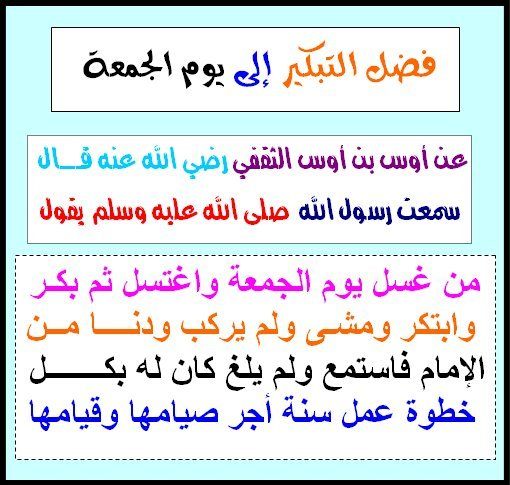 فضل التبكير إلى يوم الجمعة
عن أوس بن أوس الثقفي رضي الله عنه قـــال
سمعت رسول الله صلى الله عليه وسلم يقول
من غسل يوم الجمعة واغتسل ثم بكر
وابتكر ومشى ولم يركب ودنـــا مــن
الإمام فاستمع ولم يلغ كان له بكـــــل
خطوة عمل سنة أجر صيامها وقيامها